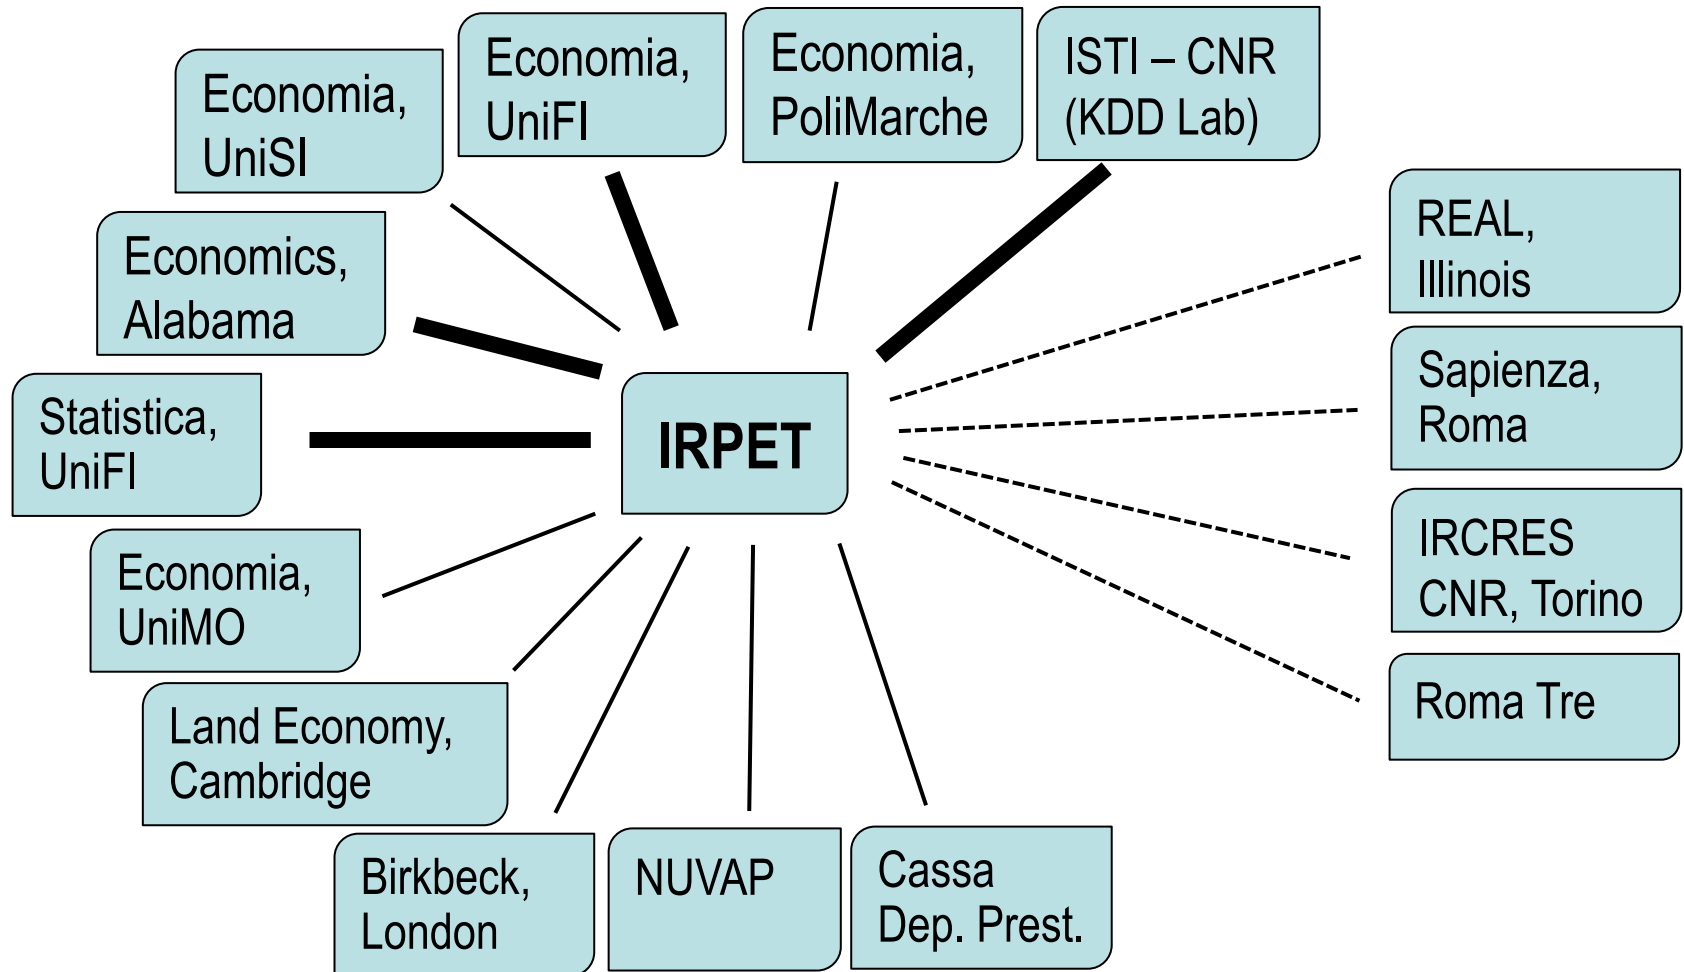 Economia,
UniSI
Economia,
UniFI
Economia,
PoliMarche
ISTI – CNR
(KDD Lab)
Economics,
Alabama
REAL,
Illinois
Statistica,
UniFI
IRPET
Sapienza,
Roma
Economia,
UniMO
IRCRES
CNR, Torino
Land Economy,
Cambridge
Roma Tre
Birkbeck,
London
NUVAP
Cassa
Dep. Prest.